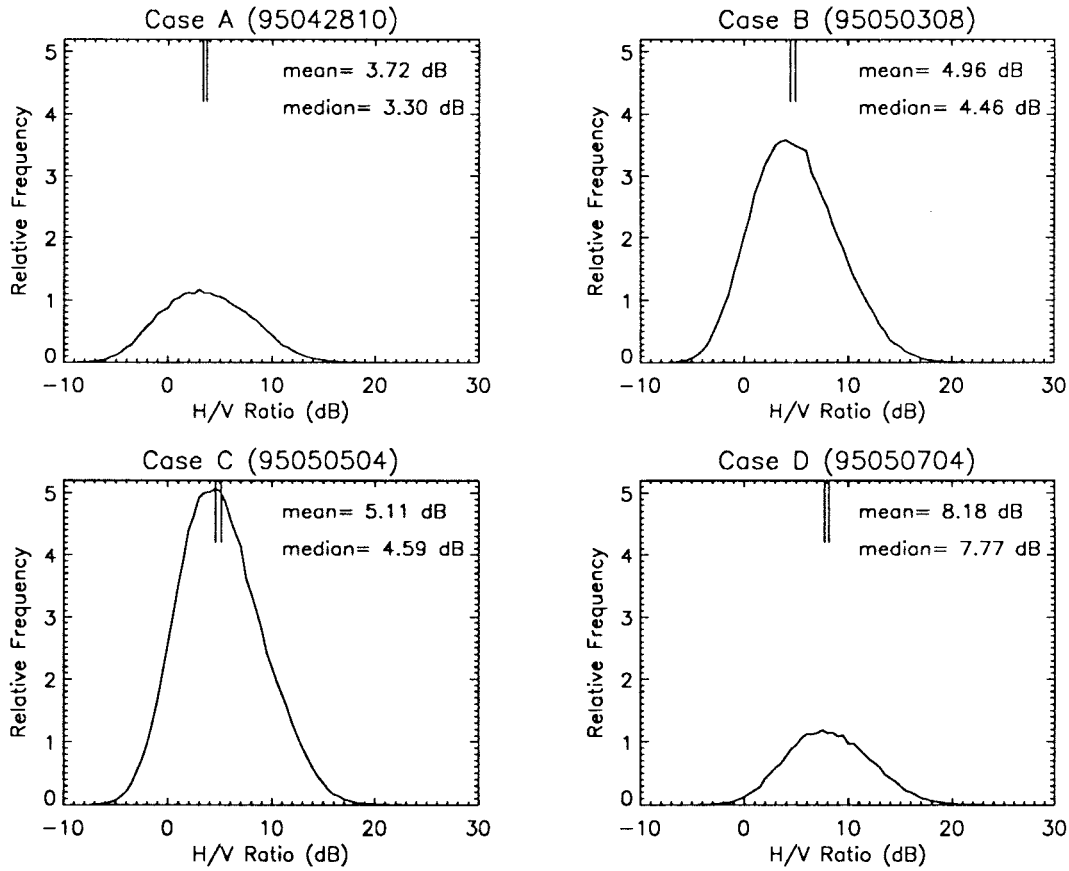 Case A (95042810)
mean= 3.72 dB
median= 3.30 dB
Relative Frequency
5
4
3
2
1
0
-10 0 10 20 30
H/V Ratio (dB)
Case B (95050308)
mean= 4.96 dB
median= 4.46 dB
Relative Frequency
5
4
3
2
1
0
-10 0 10 20 30
H/V Ratio (dB)
Case C (95050504)
mean= 5.11 dB
median= 4.59 dB
Relative Frequency
5
4
3
2
1
0
-10 0 10 20 30
H/V Ratio (dB)
Case D (95050704)
mean= 8.18 dB
median= 7.77 dB
Relative Frequency
5
4
3
2
1
0
-10 0 10 20 30
H/V Ratio (dB)